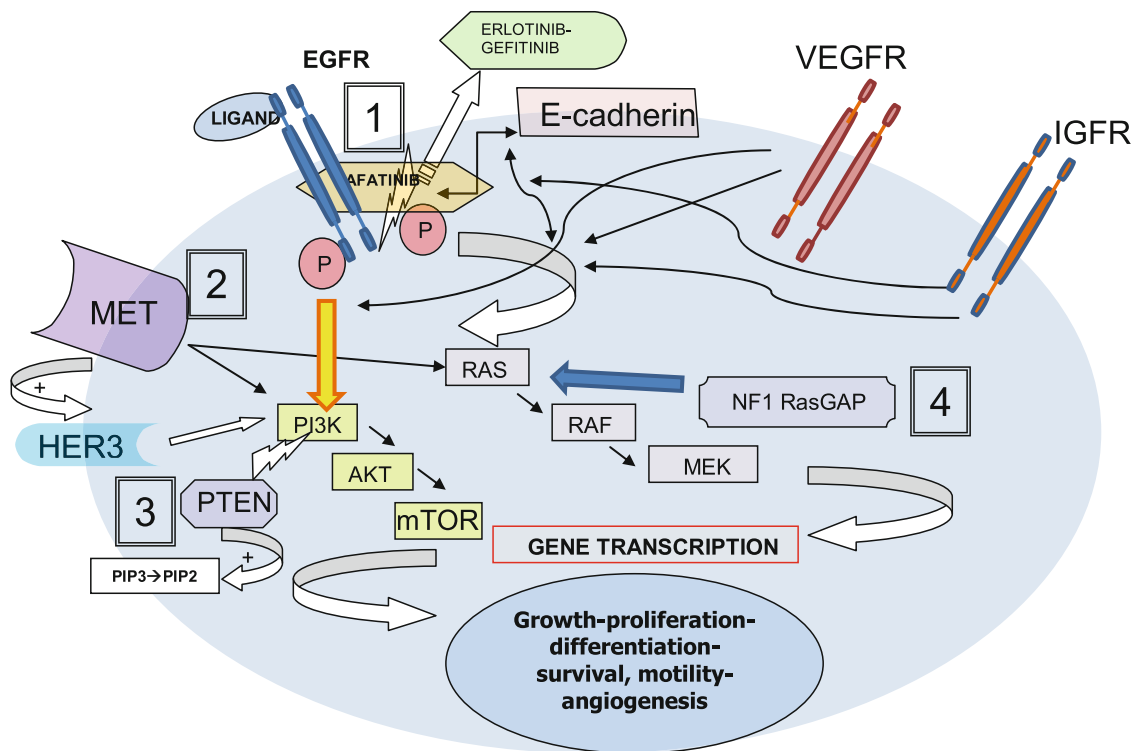 ERLOTINIB-
GEFITINIB
EGFR
VEGFR
1
LIGAND
E-cadherin
IGFR
AFATINIB
P
P
2
MET
RAS
+
NF1 RasGAP
4
PI3K
RAF
HER3
AKT
MEK
3
PTEN
mTOR
GENE TRANSCRIPTION
+
PIP3→PIP2
Growth-proliferation-
differentiation-
survival, motility-
angiogenesis